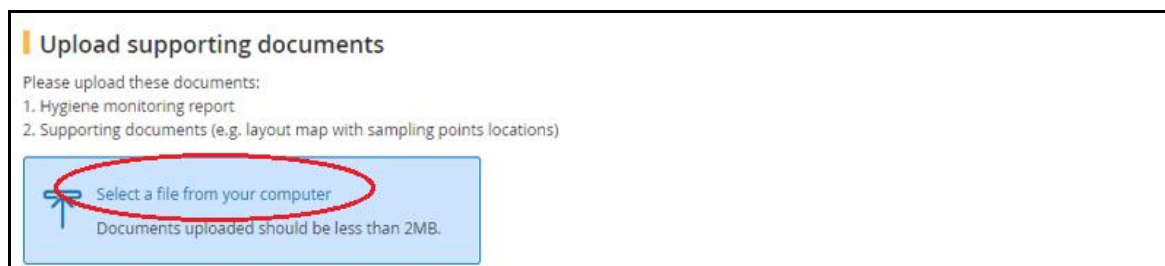 Upload supporting documents
Please upload these documents:
1. Hygiene monitoring report
2. Supporting documents (e.g. layout map with sampling points locations)
Select a file from your computer
Documents uploaded should be less than 2MB.